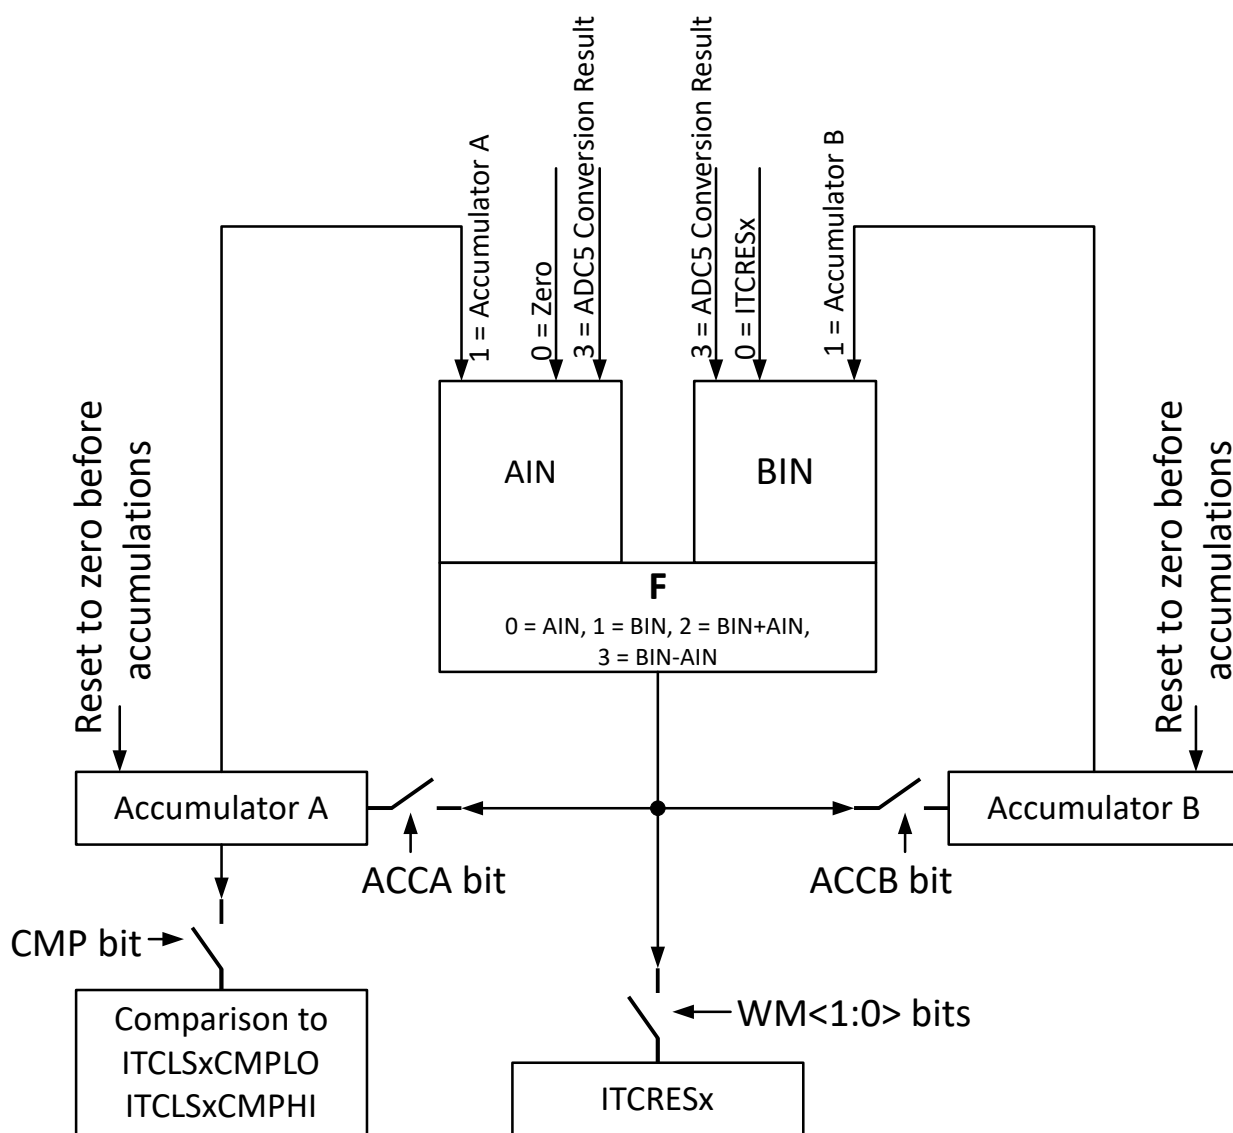 1 = Accumulator A
0 = Zero
3 = ADC5 Conversion Result
3 = ADC5 Conversion Result
0 = ITCRESx
1 = Accumulator B
AIN
BIN
F
0 = AIN, 1 = BIN, 2 = BIN+AIN,
3 = BIN-AIN
Reset to zero before
accumulations
Reset to zero before
accumulations
Accumulator A
Accumulator B
ACCA bit
ACCB bit
CMP bit
WM<1:0> bits
Comparison to
ITCLSxCMPLO
ITCLSxCMPHI
ITCRESx